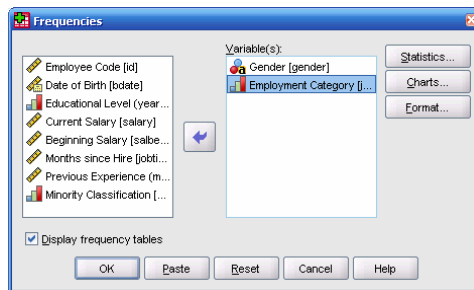 Frequencies
Employee Code [id]
Date of Birth [bdate]
Educational Level (year...
Current Salary [salary]
Beginning Salary [salbe...
Months since Hire [jobti...
Previous Experience (m...
Minority Classification [...
Variable(s):
Gender [gender]
Employment Category [j...
Statistics...
Charts...
Format...
Display frequency tables
OK
Paste
Reset
Cancel
Help